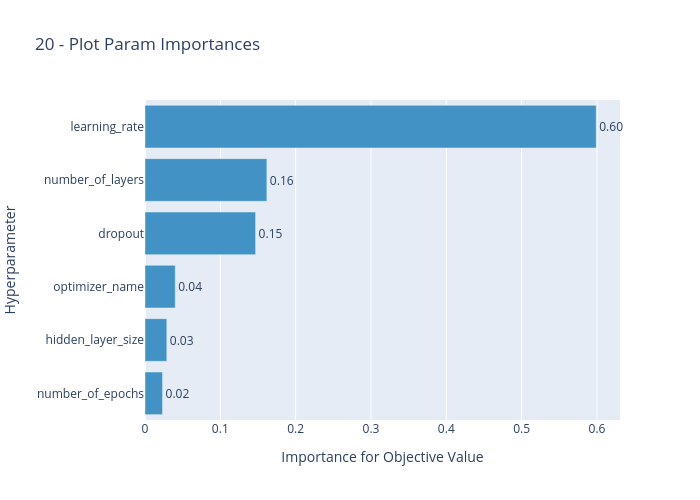 20 - Plot Param Importances
learning_rate 0.60
number_of_layers 0.16
dropout 0.15
optimizer_name 0.04
hidden_layer_size 0.03
number_of_epochs 0.02
0 0.1 0.2 0.3 0.4 0.5 0.6
Importance for Objective Value
Hyperparameter